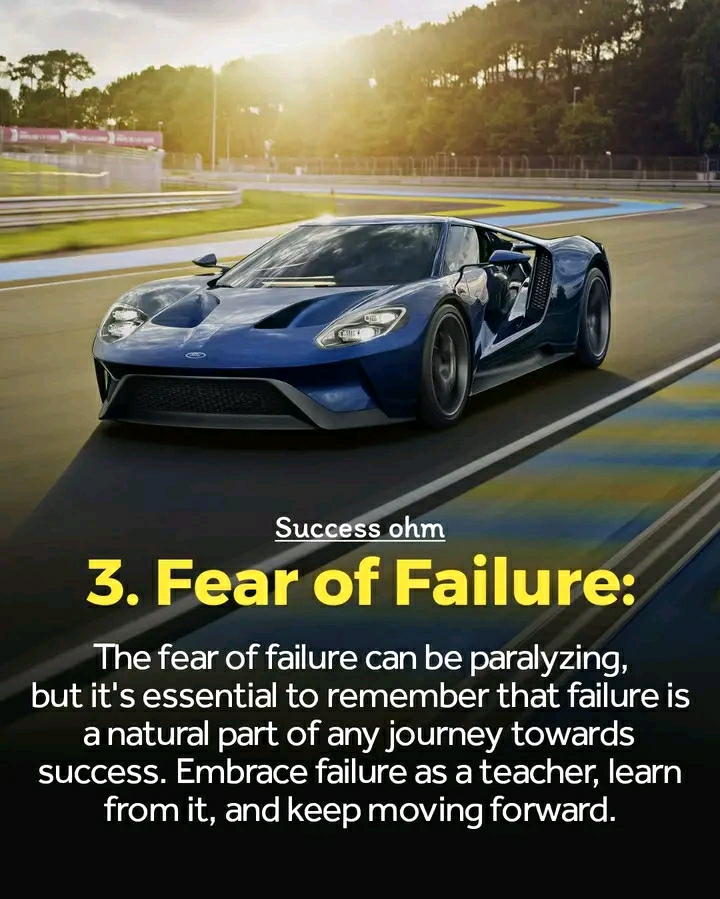 Success ohm
3. Fear of Failure:
The fear of failure can be paralyzing,
but it's essential to remember that failure is
a natural part of any journey towards
success. Embrace failure as a teacher, learn
from it, and keep moving forward.